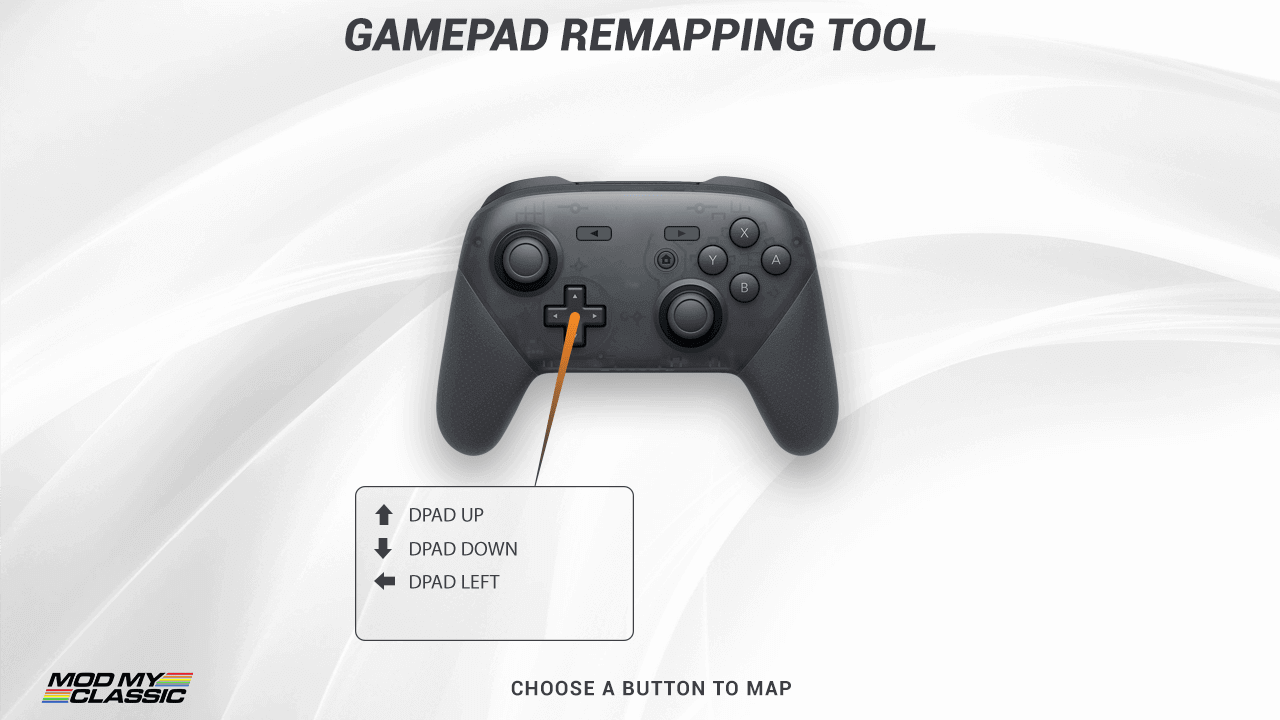 GAMEPAD REMAPPING TOOL
X
Y
A
B
DPAD UP
DPAD DOWN
DPAD LEFT
MOD MY
CLASSIC
CHOOSE A BUTTON TO MAP